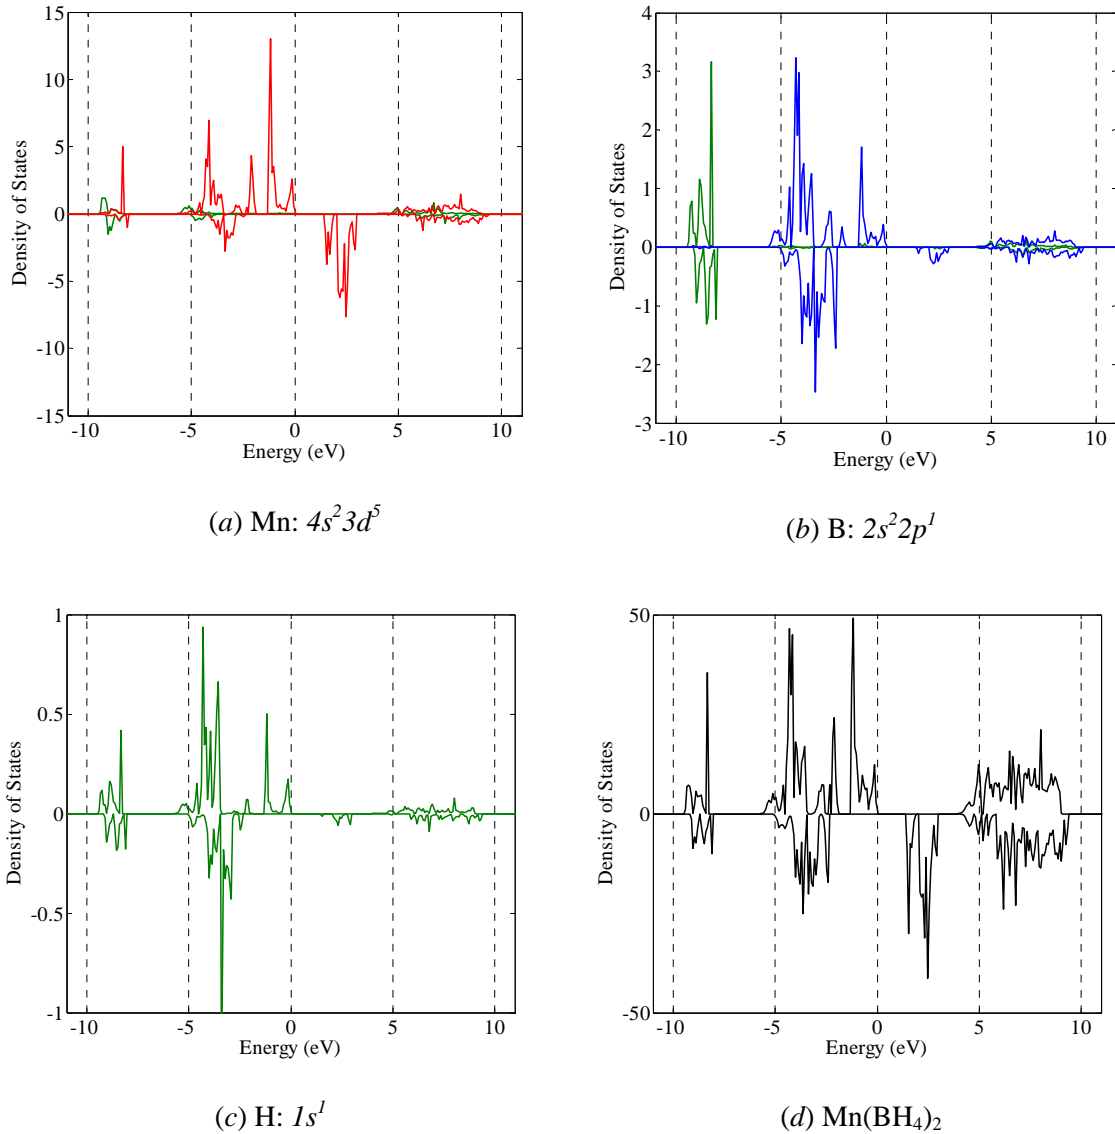 15
10
5
0
-5
-10
-15
Density of States
-10 -5 0 5 10
Energy (eV)
(a) Mn: 4s²3d⁵
4
3
2
1
0
-1
-2
-3
Density of States
-10 -5 0 5 10
Energy (eV)
(b) B: 2s²2p¹
1
0.5
0
-0.5
-1
Density of States
-10 -5 0 5 10
Energy (eV)
(c) H: 1s¹
50
0
-50
Density of States
-10 -5 0 5 10
Energy (eV)
(d) Mn(BH₄)₂